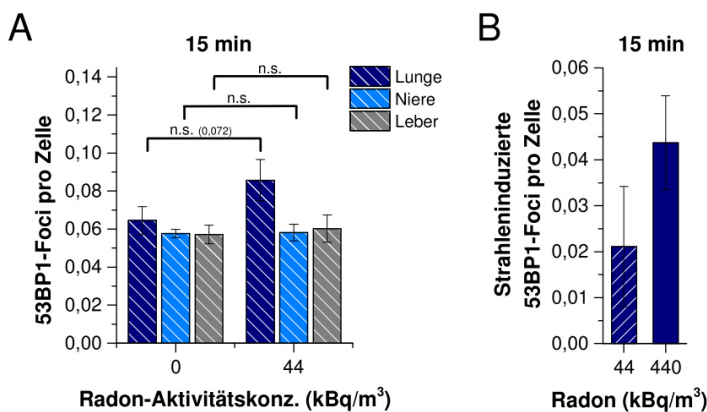 A
15 min
0,14
0,12
0,10
0,08
0,06
0,04
0,02
0,00
53BP1-Foci pro Zelle
n.s.
n.s.
n.s. (0,072)
Lunge
Niere
Leber
0
44
Radon-Aktivitätskonz. (kBq/m³)
B
15 min
0,06
0,05
0,04
0,03
0,02
0,01
0,00
Strahleninduzierte
53BP1-Foci pro Zelle
44 440
Radon (kBq/m³)